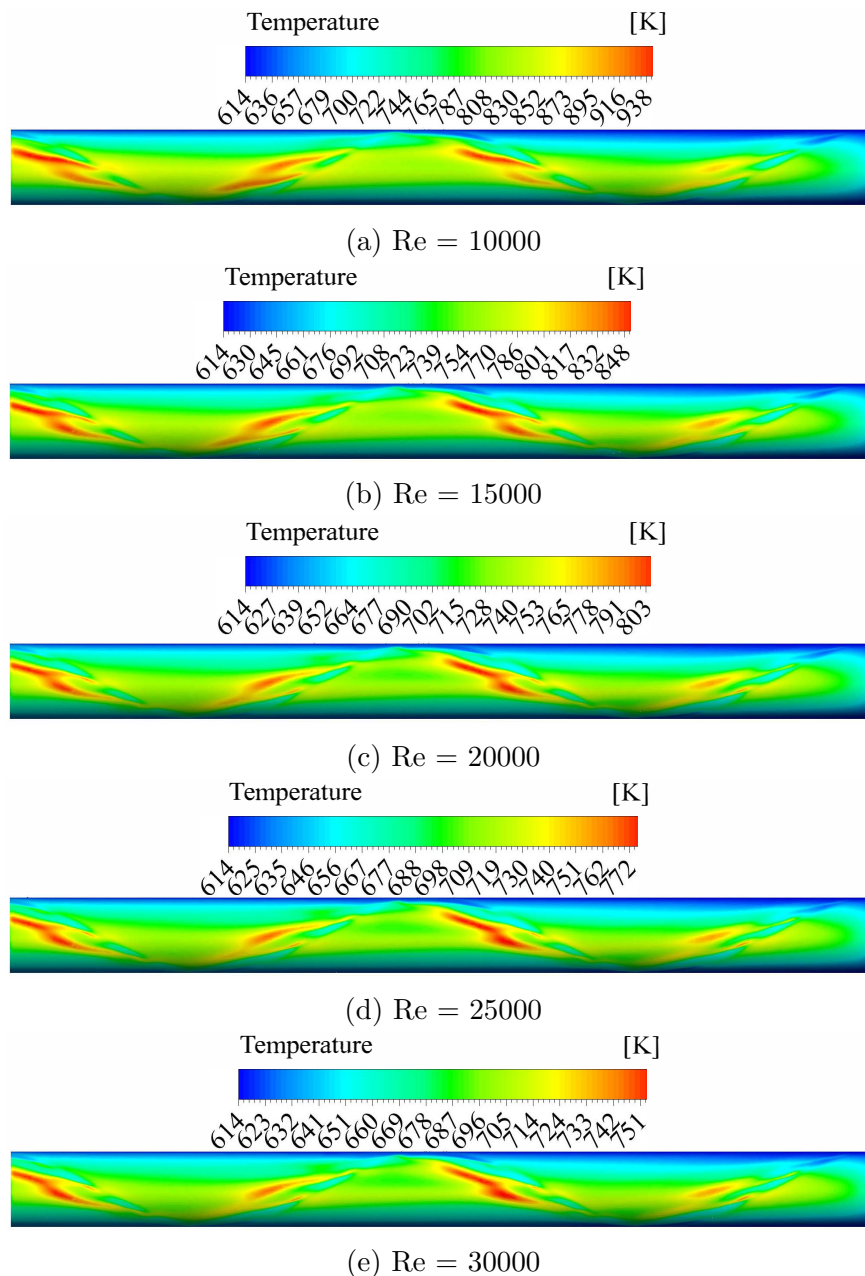 Temperature [K]
614 636 657 679 700 722 744 765 787 808 830 852 873 895 916 938
(a) Re = 10000
Temperature [K]
614 630 645 661 676 692 708 723 739 754 770 786 801 817 832 848
(b) Re = 15000
Temperature [K]
614 627 639 652 664 677 690 702 715 728 740 753 765 778 791 803
(c) Re = 20000
Temperature [K]
614 625 635 646 656 667 677 688 698 709 719 730 740 751 762 772
(d) Re = 25000
Temperature [K]
614 623 632 641 651 660 669 678 687 696 705 714 724 733 742 751
(e) Re = 30000